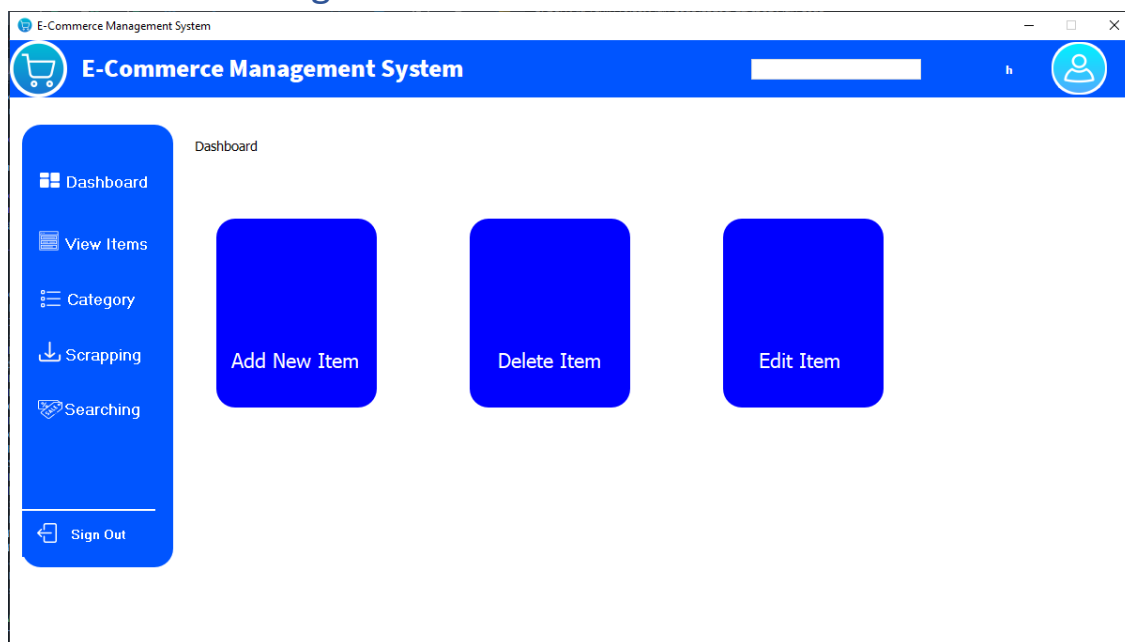 E-Commerce Management System
E-Commerce Management System
h
Dashboard
Dashboard
View Items
Category
Scrapping
Searching
Sign Out
Add New Item
Delete Item
Edit Item